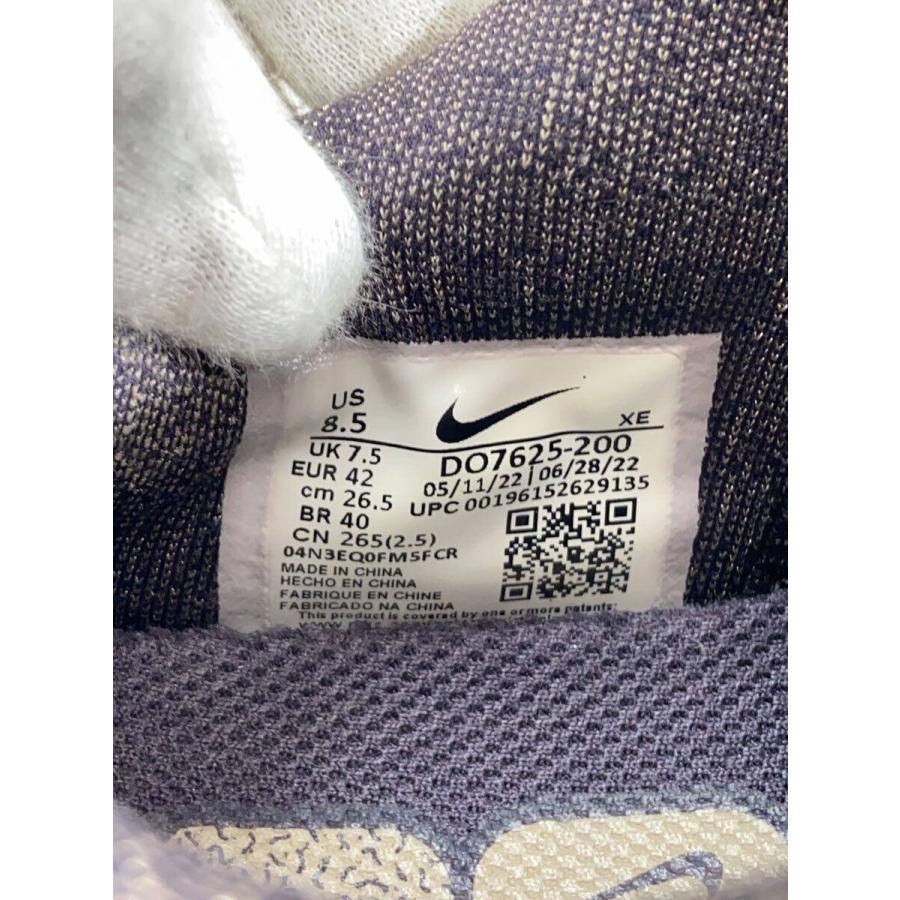 US
8.5
XE
UK 7.5
DO7625-200
EUR 42
05/11/22 | 06/28/22
cm 26.5
UPC 00196152629135
BR 40
CN 265(2.5)
04N3EQ0FM5FCR
MADE IN CHINA
HECHO EN CHINA
FABRIQUE EN CHINE
FABRICADO NA CHINA
This product is covered by one or more patents: